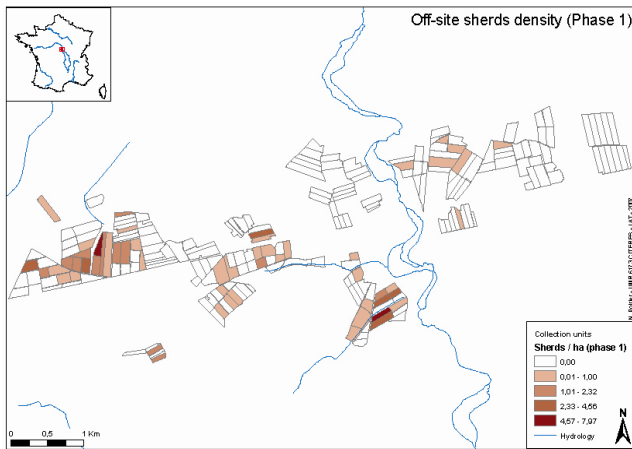 Off-site sherds density (Phase 1)
Collection units
Sherds / ha (phase 1)
0,00
0,01 - 1,00
1,01 - 2,32
2,33 - 4,56
4,57 - 7,97
Hydrology
N
0 0,5 1 Km